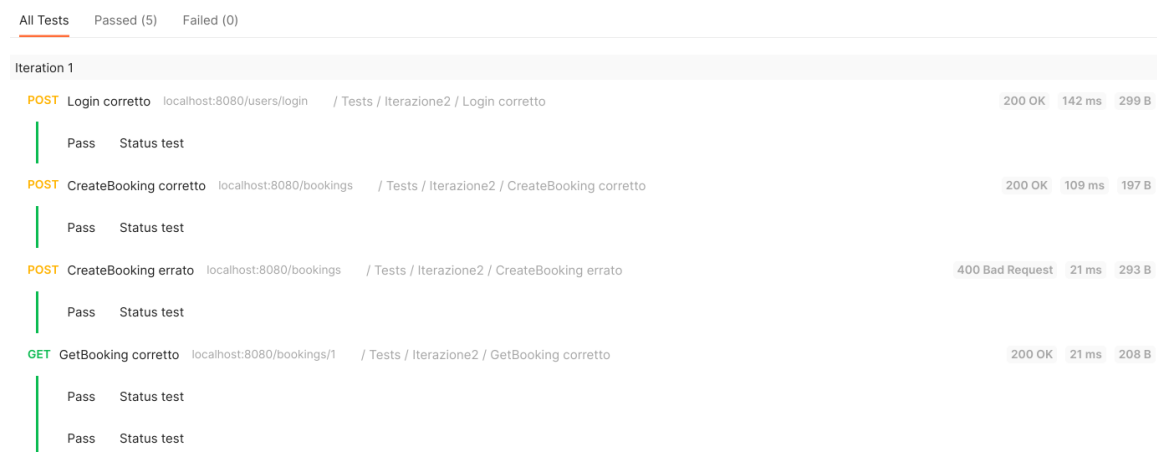 All Tests Passed (5) Failed (0)
Iteration 1
POST Login corretto localhost:8080/users/login / Tests / Iterazione2 / Login corretto 200 OK 142 ms 299 B
Pass Status test
POST CreateBooking corretto localhost:8080/bookings / Tests / Iterazione2 / CreateBooking corretto 200 OK 109 ms 197 B
Pass Status test
POST CreateBooking errato localhost:8080/bookings / Tests / Iterazione2 / CreateBooking errato 400 Bad Request 21 ms 293 B
Pass Status test
GET GetBooking corretto localhost:8080/bookings/1 / Tests / Iterazione2 / GetBooking corretto 200 OK 21 ms 208 B
Pass Status test
Pass Status test